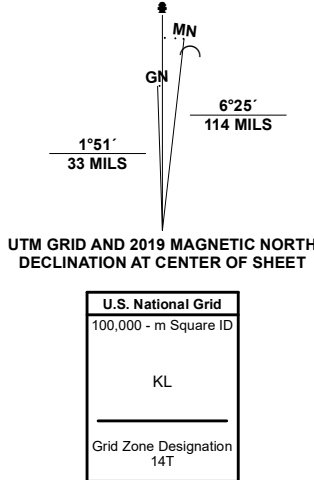 MN
GN
6°25´
114 MILS
1°51´
33 MILS
UTM GRID AND 2019 MAGNETIC NORTH
DECLINATION AT CENTER OF SHEET
U.S. National Grid
100,000 - m Square ID
KL
Grid Zone Designation
14T